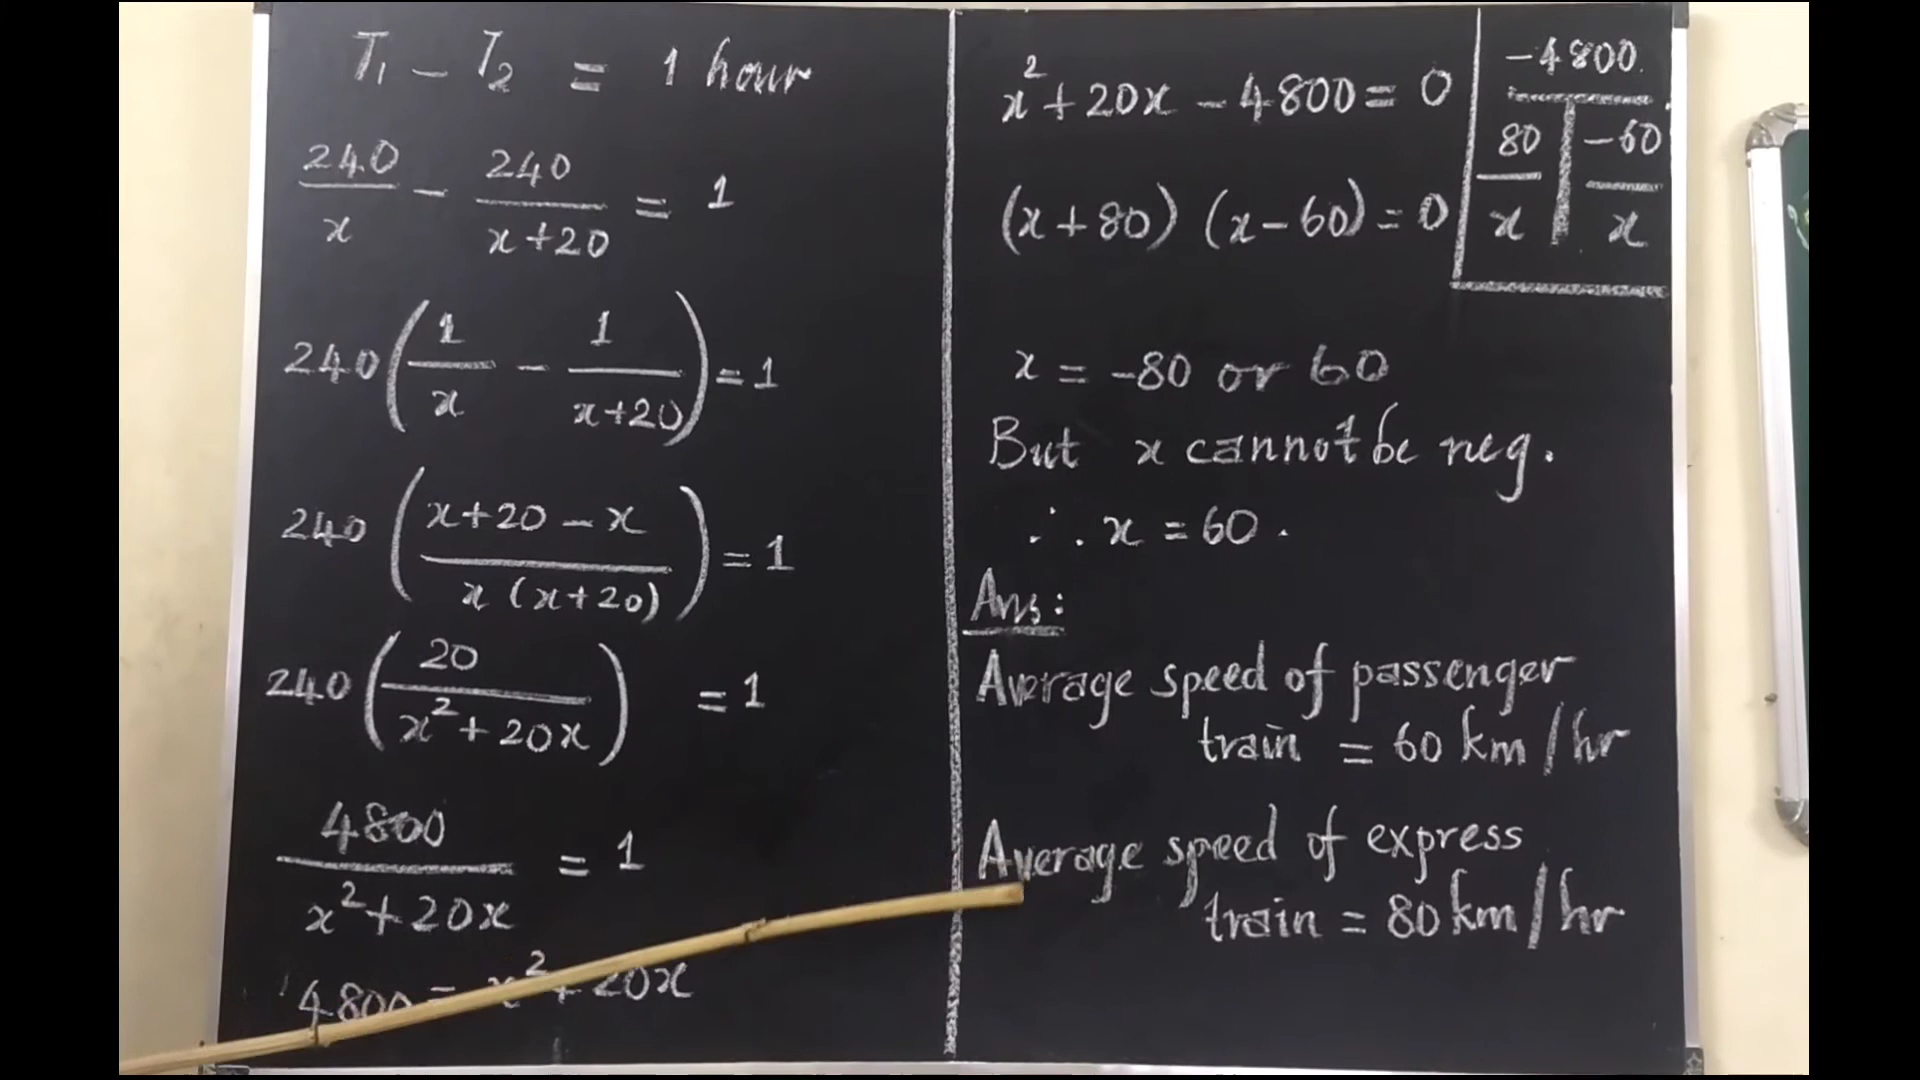 T₁ – T₂ = 1 hour
240/x – 240/(x+20) = 1
240 (1/x – 1/(x+20)) = 1
240 ((x+20 – x)/(x (x+20))) = 1
240 (20/(x²+20x)) = 1
4800/(x²+20x) = 1
4800 = x² + 20x
x² + 20x – 4800 = 0
(x+80) (x–60) = 0
–4800
80/x –60/x
x = –80 or 60
But x cannot be neg.
∴ x = 60.
Ans:
Average speed of passenger
train = 60 km/hr
Average speed of express
train = 80 km/hr